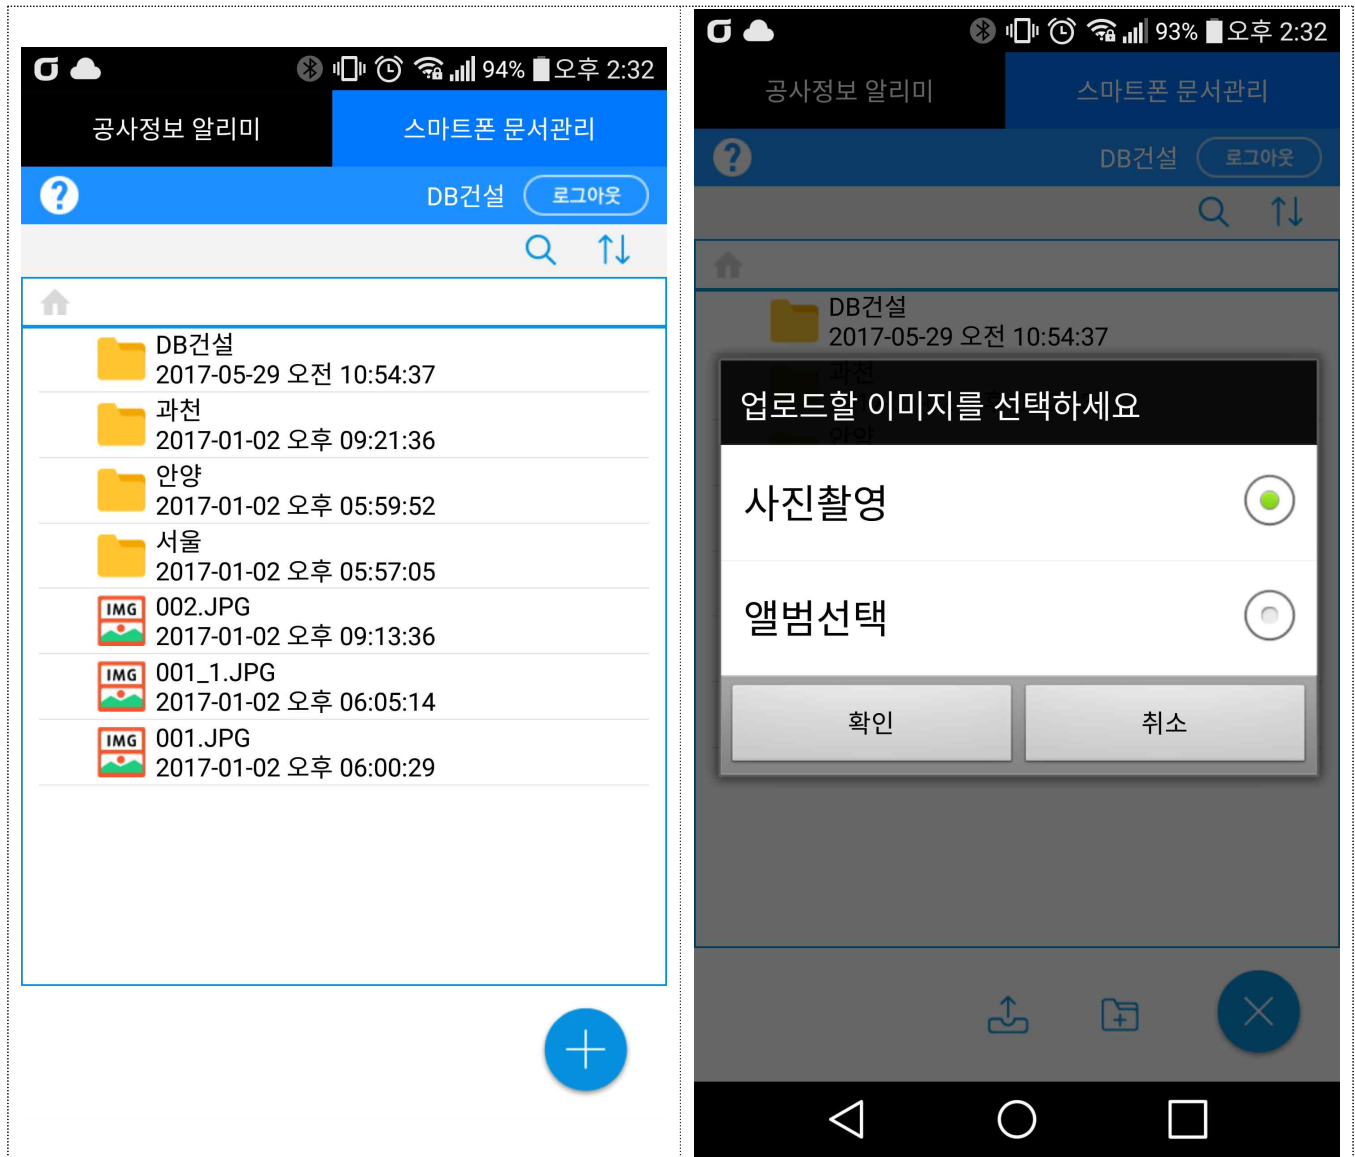 94% 오후 2:32
공사정보 알리미
스마트폰 문서관리
?
DB건설
로그아웃
DB건설
2017-05-29 오전 10:54:37
과천
2017-01-02 오후 09:21:36
안양
2017-01-02 오후 05:59:52
서울
2017-01-02 오후 05:57:05
IMG
002.JPG
2017-01-02 오후 09:13:36
IMG
001_1.JPG
2017-01-02 오후 06:05:14
IMG
001.JPG
2017-01-02 오후 06:00:29
93% 오후 2:32
공사정보 알리미
스마트폰 문서관리
?
DB건설
로그아웃
DB건설
2017-05-29 오전 10:54:37
과천
업로드할 이미지를 선택하세요
안양
사진촬영
앨범선택
확인
취소